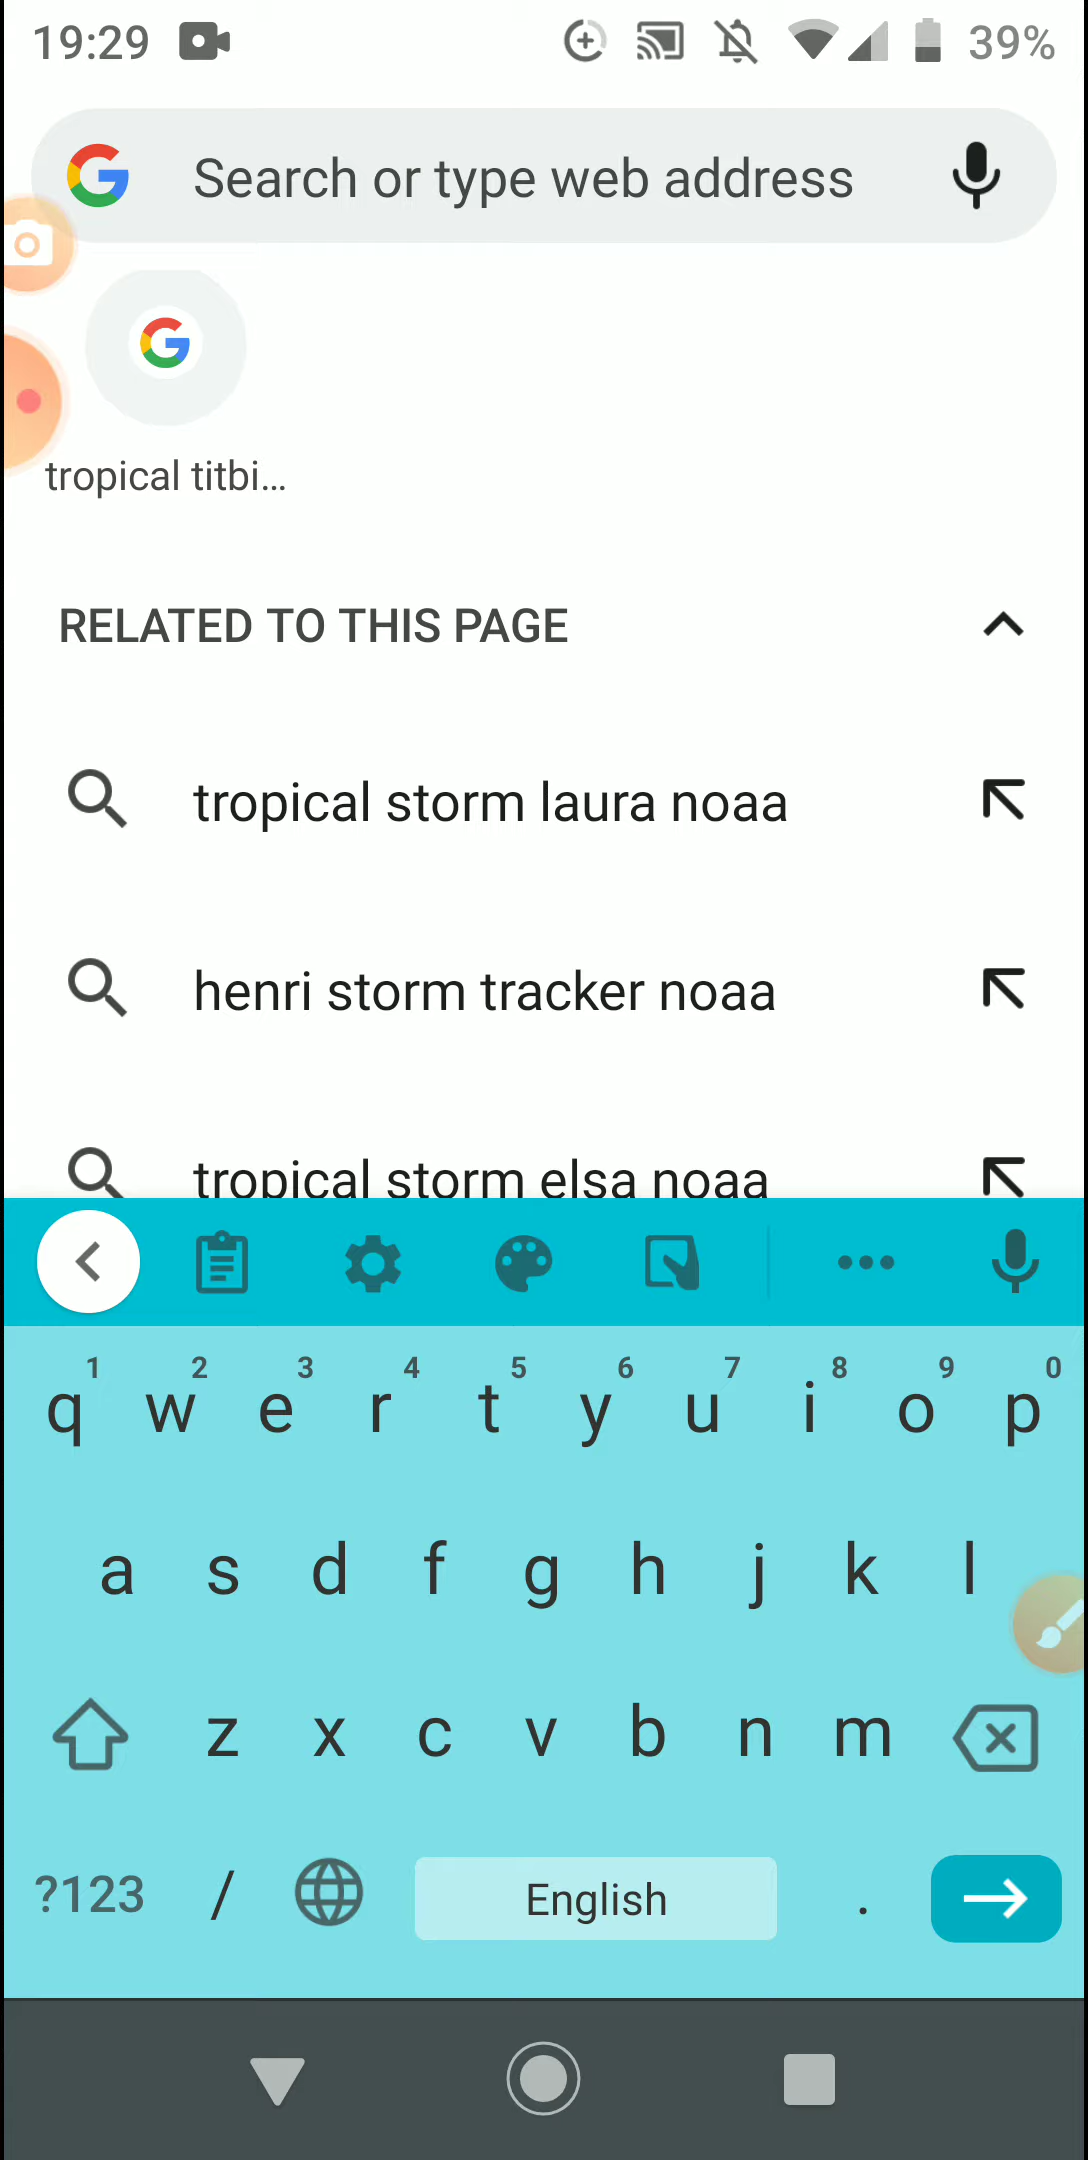 19:29 39%
Search or type web address
tropical titbi...
RELATED TO THIS PAGE
tropical storm laura noaa
henri storm tracker noaa
tropical storm elsa noaa
1 2 3 4 5 6 7 8 9 0
q w e r t y u i o p
a s d f g h j k l
z x c v b n m
?123 / English .